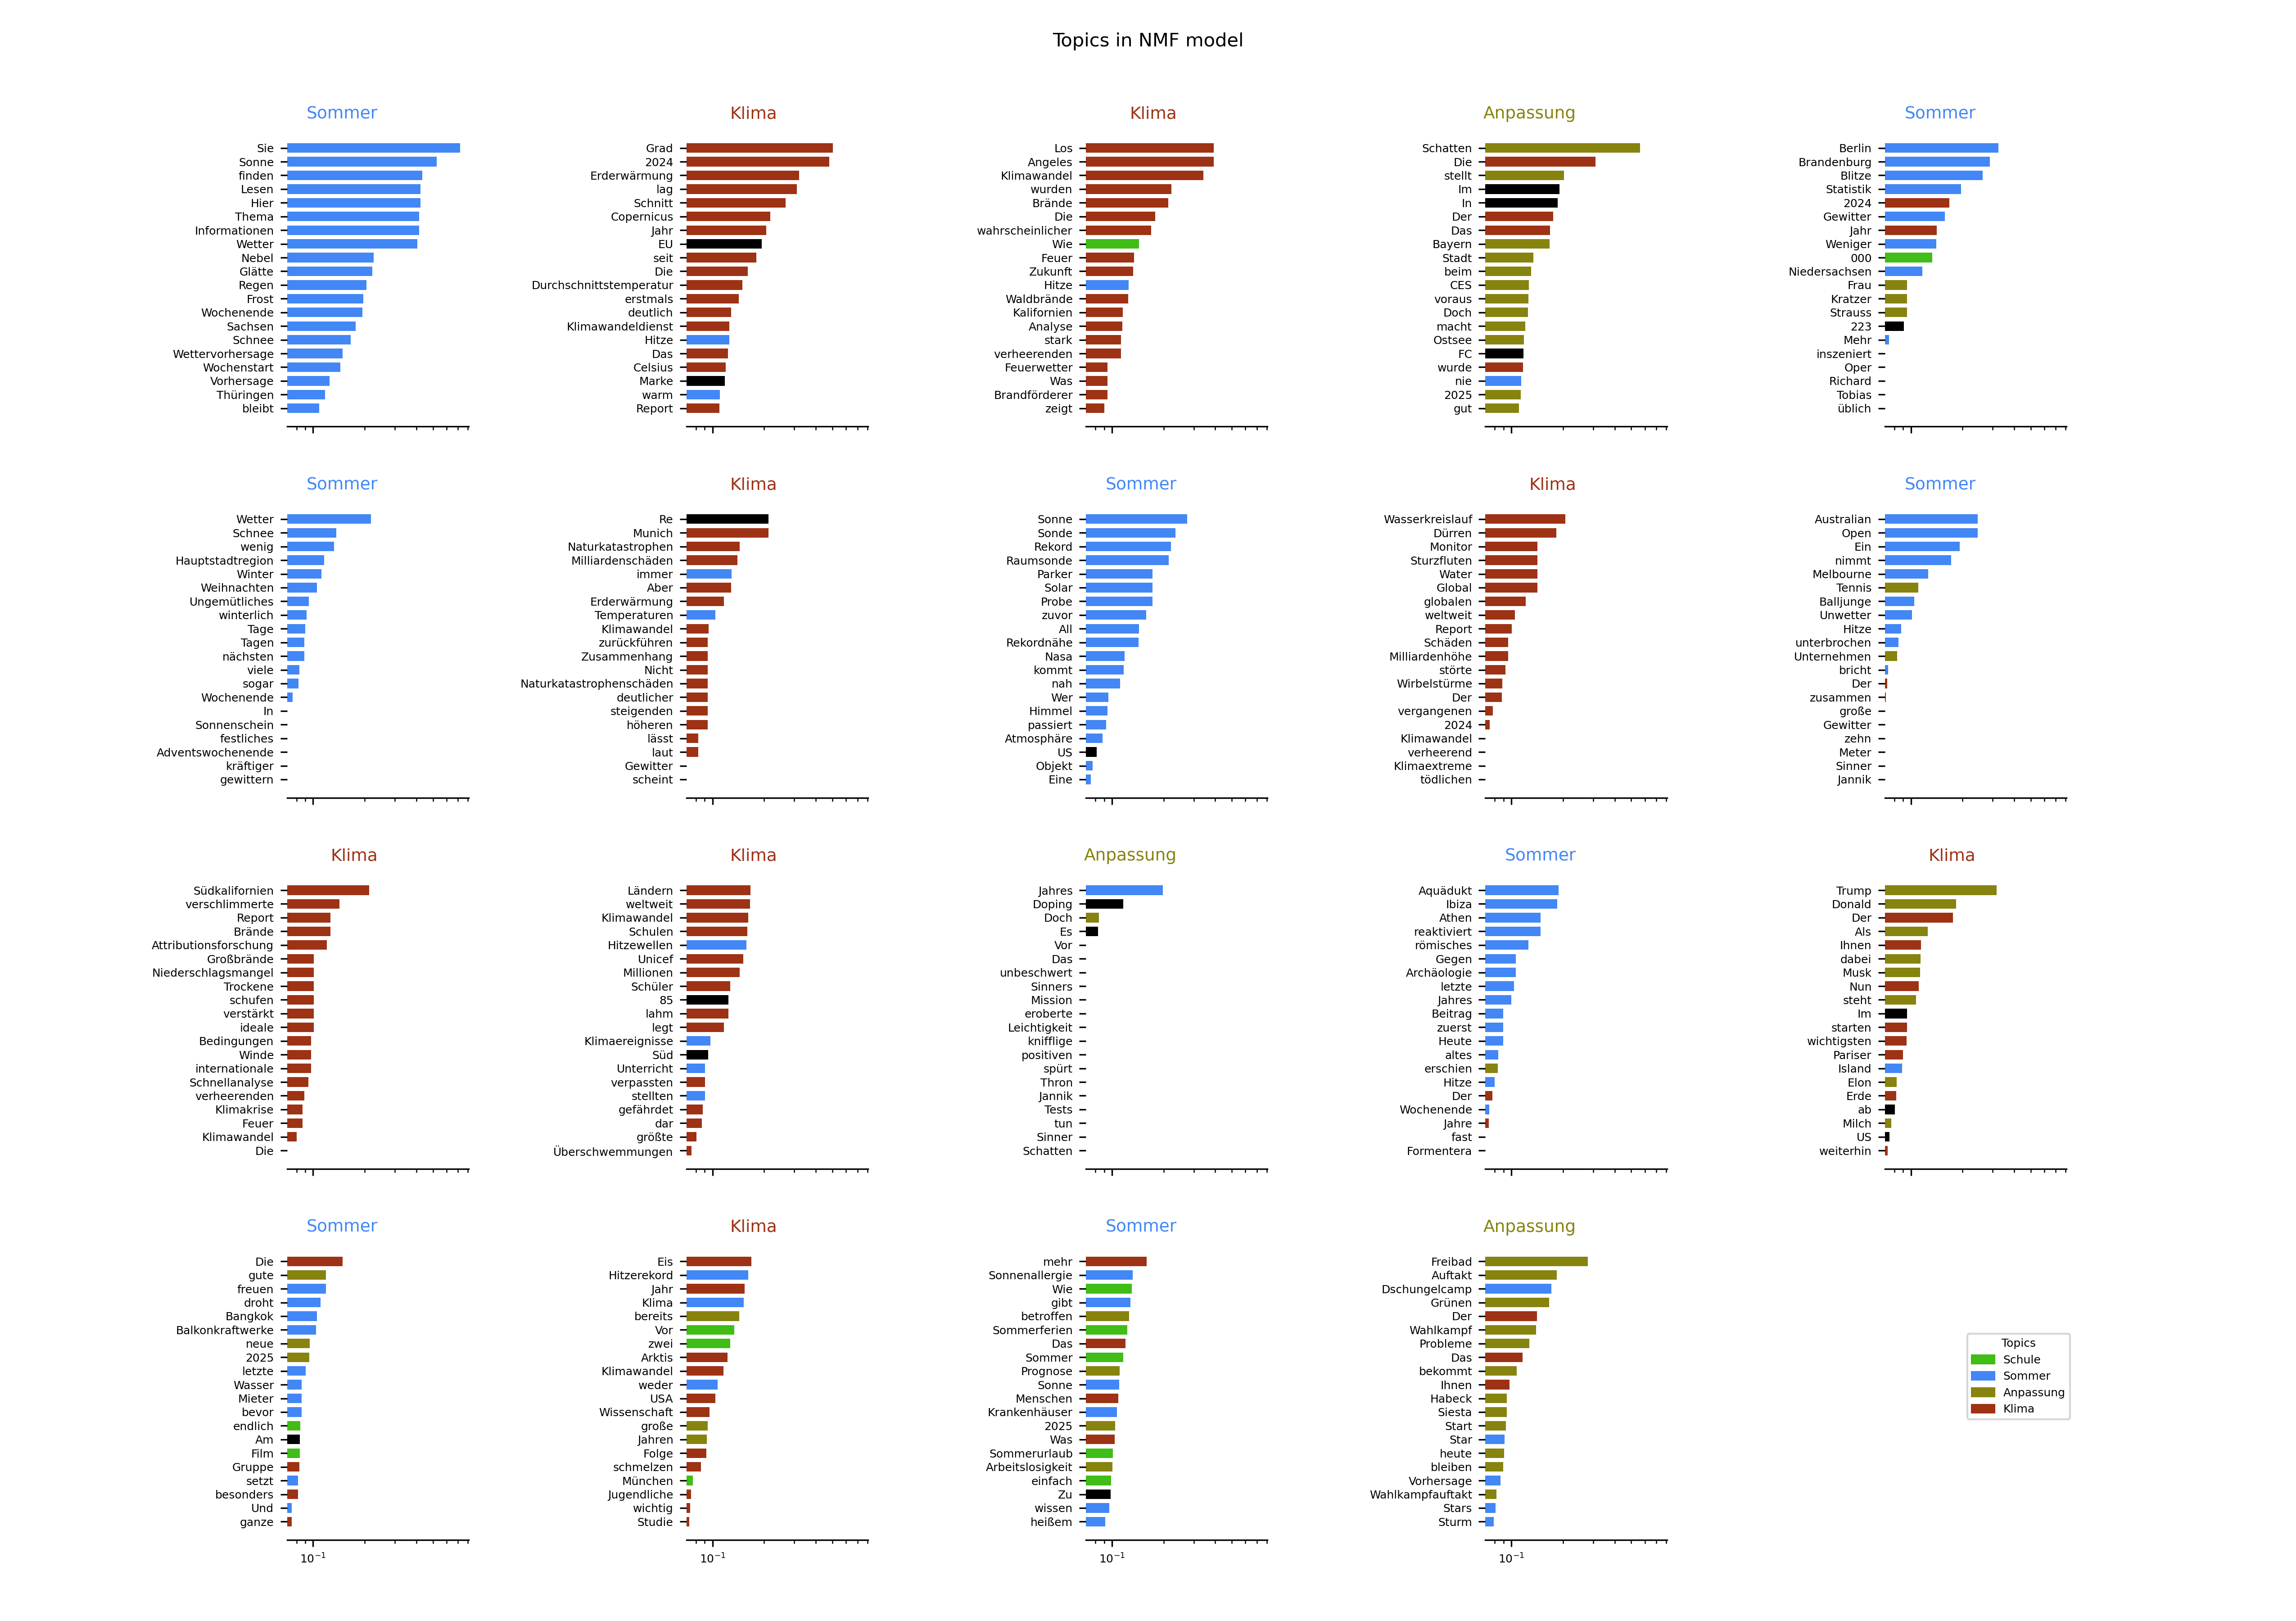 Topics in NMF model
Sommer
Sie
Sonne
finden
Lesen
Hier
Thema
Informationen
Wetter
Nebel
Glätte
Regen
Frost
Wochenende
Sachsen
Schnee
Wettervorhersage
Wochenstart
Vorhersage
Thüringen
bleibt
Klima
Grad
2024
Erderwärmung
lag
Schnitt
Copernicus
Jahr
EU
seit
Die
Durchschnittstemperatur
erstmals
deutlich
Klimawandeldienst
Hitze
Das
Celsius
Marke
warm
Report
Klima
Los
Angeles
Klimawandel
wurden
Brände
Die
wahrscheinlicher
Wie
Feuer
Zukunft
Hitze
Waldbrände
Kalifornien
Analyse
stark
verheerenden
Feuerwetter
Was
Brandförderer
zeigt
Anpassung
Schatten
Die
stellt
Im
In
Der
Das
Bayern
Stadt
beim
CES
voraus
Doch
macht
Ostsee
FC
wurde
nie
2025
gut
Sommer
Berlin
Brandenburg
Blitze
Statistik
2024
Gewitter
Jahr
Weniger
000
Niedersachsen
Frau
Kratzer
Strauss
223
Mehr
inszeniert
Oper
Richard
Tobias
üblich
Sommer
Wetter
Schnee
wenig
Hauptstadtregion
Winter
Weihnachten
Ungemütliches
winterlich
Tage
Tagen
nächsten
viele
sogar
Wochenende
In
Sonnenschein
festliches
Adventswochenende
kräftiger
gewittern
Klima
Re
Munich
Naturkatastrophen
Milliardenschäden
immer
Aber
Erderwärmung
Temperaturen
Klimawandel
zurückführen
Zusammenhang
Nicht
Naturkatastrophenschäden
deutlicher
steigenden
höheren
lässt
laut
Gewitter
scheint
Sommer
Sonne
Sonde
Rekord
Raumsonde
Parker
Solar
Probe
zuvor
All
Rekordnähe
Nasa
kommt
nah
Wer
Himmel
passiert
Atmosphäre
US
Objekt
Eine
Klima
Wasserkreislauf
Dürren
Monitor
Sturzfluten
Water
Global
globalen
weltweit
Report
Schäden
Milliardenhöhe
störte
Wirbelstürme
Der
vergangenen
2024
Klimawandel
verheerend
Klimaextreme
tödlichen
Sommer
Australian
Open
Ein
nimmt
Melbourne
Tennis
Balljunge
Unwetter
Hitze
unterbrochen
Unternehmen
bricht
Der
zusammen
große
Gewitter
zehn
Meter
Sinner
Jannik
Klima
Südkalifornien
verschlimmerte
Report
Brände
Attributionsforschung
Großbrände
Niederschlagsmangel
Trockene
schufen
verstärkt
ideale
Bedingungen
Winde
internationale
Schnellanalyse
verheerenden
Klimakrise
Feuer
Klimawandel
Die
Klima
Ländern
weltweit
Klimawandel
Schulen
Hitzewellen
Unicef
Millionen
Schüler
85
lahm
legt
Klimaereignisse
Süd
Unterricht
verpassten
stellten
gefährdet
dar
größte
Überschwemmungen
Anpassung
Jahres
Doping
Doch
Es
Vor
Das
unbeschwert
Sinners
Mission
eroberte
Leichtigkeit
knifflige
positiven
spürt
Thron
Jannik
Tests
tun
Sinner
Schatten
Sommer
Aquädukt
Ibiza
Athen
reaktiviert
römisches
Gegen
Archäologie
letzte
Jahres
Beitrag
zuerst
Heute
altes
erschien
Hitze
Der
Wochenende
Jahre
fast
Formentera
Klima
Trump
Donald
Der
Als
Ihnen
dabei
Musk
Nun
steht
Im
starten
wichtigsten
Pariser
Island
Elon
Erde
ab
Milch
US
weiterhin
Sommer
Die
gute
freuen
droht
Bangkok
Balkonkraftwerke
neue
2025
letzte
Wasser
Mieter
bevor
endlich
Am
Film
Gruppe
setzt
besonders
Und
ganze
10⁻¹
Klima
Eis
Hitzerekord
Jahr
Klima
bereits
Vor
zwei
Arktis
Klimawandel
weder
USA
Wissenschaft
große
Jahren
Folge
schmelzen
München
Jugendliche
wichtig
Studie
10⁻¹
Sommer
mehr
Sonnenallergie
Wie
gibt
betroffen
Sommerferien
Das
Sommer
Prognose
Sonne
Menschen
Krankenhäuser
2025
Was
Sommerurlaub
Arbeitslosigkeit
einfach
Zu
wissen
heißem
10⁻¹
Anpassung
Freibad
Auftakt
Dschungelcamp
Grünen
Der
Wahlkampf
Probleme
Das
bekommt
Ihnen
Habeck
Siesta
Start
Star
heute
bleiben
Vorhersage
Wahlkampfauftakt
Stars
Sturm
10⁻¹
Topics
Schule
Sommer
Anpassung
Klima